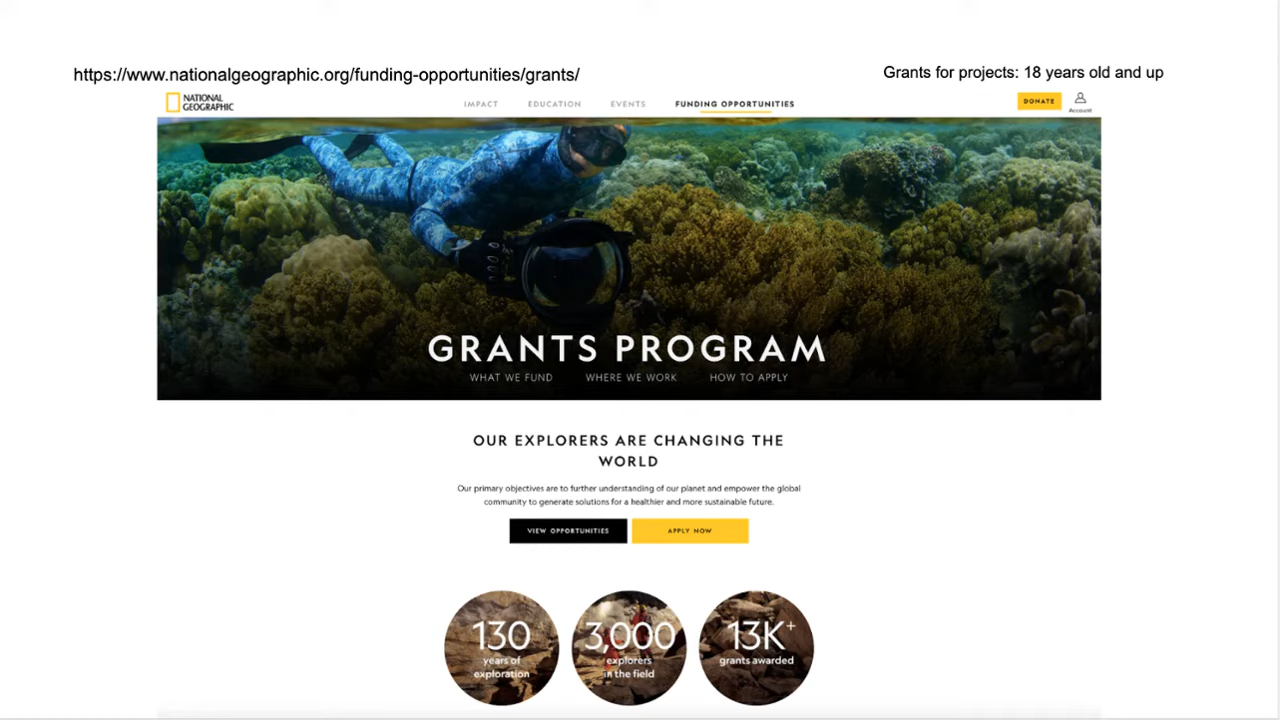 https://www.nationalgeographic.org/funding-opportunities/grants/
Grants for projects: 18 years old and up
NATIONAL
GEOGRAPHIC
IMPACT EDUCATION EVENTS FUNDING OPPORTUNITIES
DONATE
Account
GRANTS PROGRAM
WHAT WE FUND WHERE WE WORK HOW TO APPLY
OUR EXPLORERS ARE CHANGING THE
WORLD
Our primary objectives are to further understanding of our planet and empower the global
community to generate solutions for a healthier and more sustainable future.
VIEW OPPORTUNITIES APPLY NOW
130
years of
exploration
3,000
explorers
in the field
13K+
grants awarded